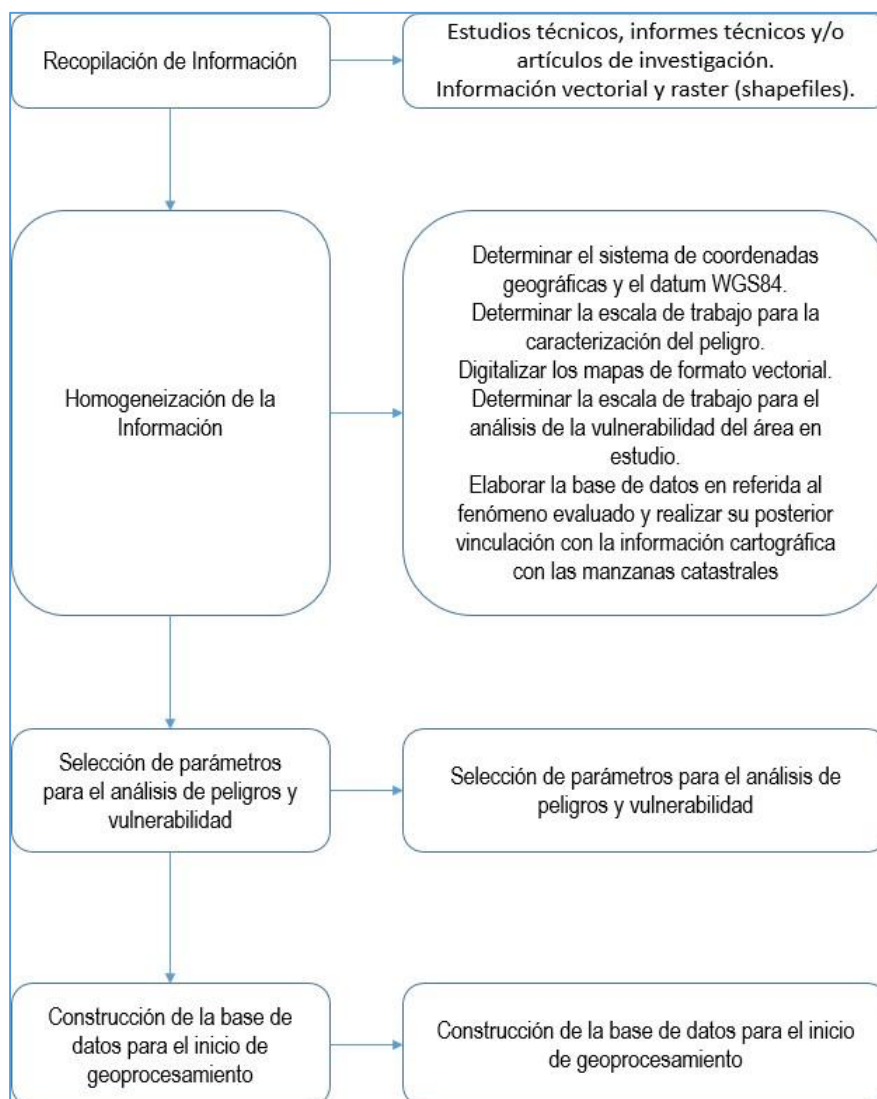 Recopilación de Información
Estudios técnicos, informes técnicos y/o
artículos de investigación.
Información vectorial y raster (shapefiles).
Homogeneización de la
Información
Determinar el sistema de coordenadas
geográficas y el datum WGS84.
Determinar la escala de trabajo para la
caracterización del peligro.
Digitalizar los mapas de formato vectorial.
Determinar la escala de trabajo para el
análisis de la vulnerabilidad del área en
estudio.
Elaborar la base de datos en referida al
fenómeno evaluado y realizar su posterior
vinculación con la información cartográfica
con las manzanas catastrales
Selección de parámetros
para el análisis de peligros y
vulnerabilidad
Selección de parámetros para el análisis de
peligros y vulnerabilidad
Construcción de la base de
datos para el inicio de
geoprocesamiento
Construcción de la base de datos para el inicio
de geoprocesamiento